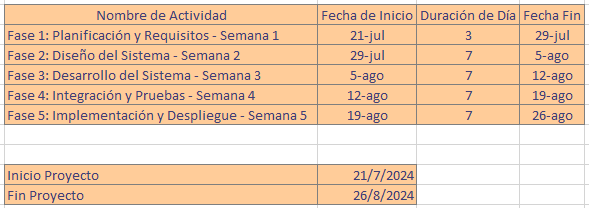 Nombre de Actividad Fecha de Inicio Duración de Día Fecha Fin
Fase 1: Planificación y Requisitos - Semana 1 21-jul 3 29-jul
Fase 2: Diseño del Sistema - Semana 2 29-jul 7 5-ago
Fase 3: Desarrollo del Sistema - Semana 3 5-ago 7 12-ago
Fase 4: Integración y Pruebas - Semana 4 12-ago 7 19-ago
Fase 5: Implementación y Despliegue - Semana 5 19-ago 7 26-ago
Inicio Proyecto 21/7/2024
Fin Proyecto 26/8/2024